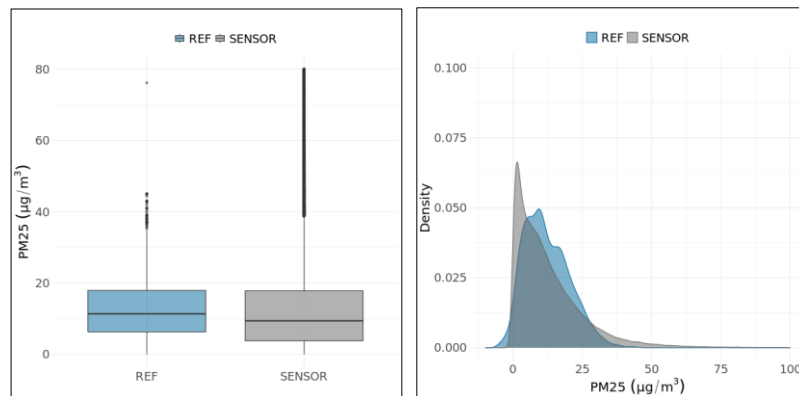 REF SENSOR
80
60
40
20
0
PM25 (µg/m³)
REF SENSOR
REF SENSOR
0.100
0.075
0.050
0.025
0.000
Density
0 25 50 75 100
PM25 (µg/m³)